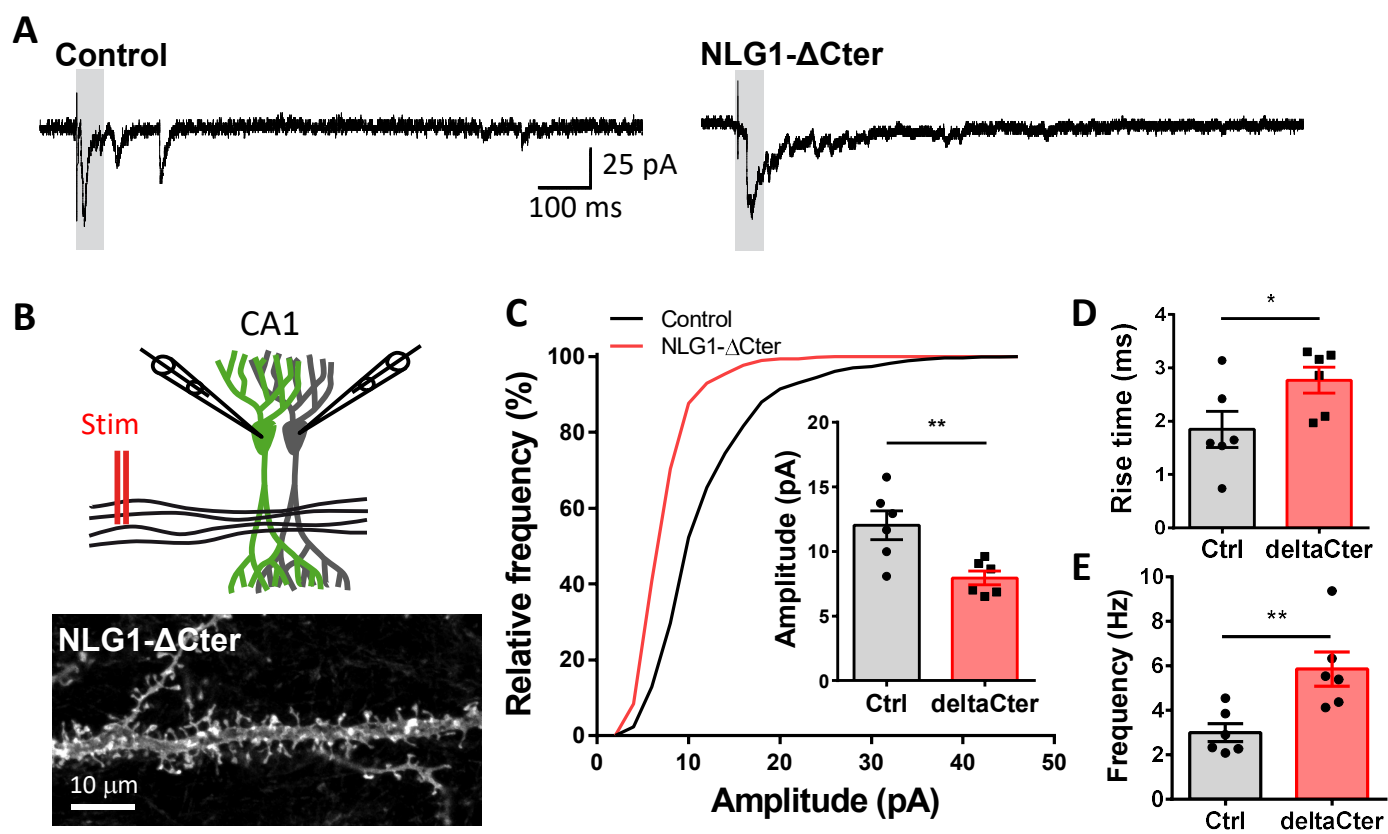 A
Control
NLG1-ΔCter
25 pA
100 ms
B
CA1
Stim
NLG1-ΔCter
10 μm
C
Control
NLG1-ΔCter
Relative frequency (%)
100
80
60
40
20
0
0 10 20 30 40 50
Amplitude (pA)
Amplitude (pA)
20
15
10
5
0
Ctrl deltaCter
**
D
Rise time (ms)
4
3
2
1
0
Ctrl deltaCter
*
E
Frequency (Hz)
10
8
6
4
2
0
Ctrl deltaCter
**